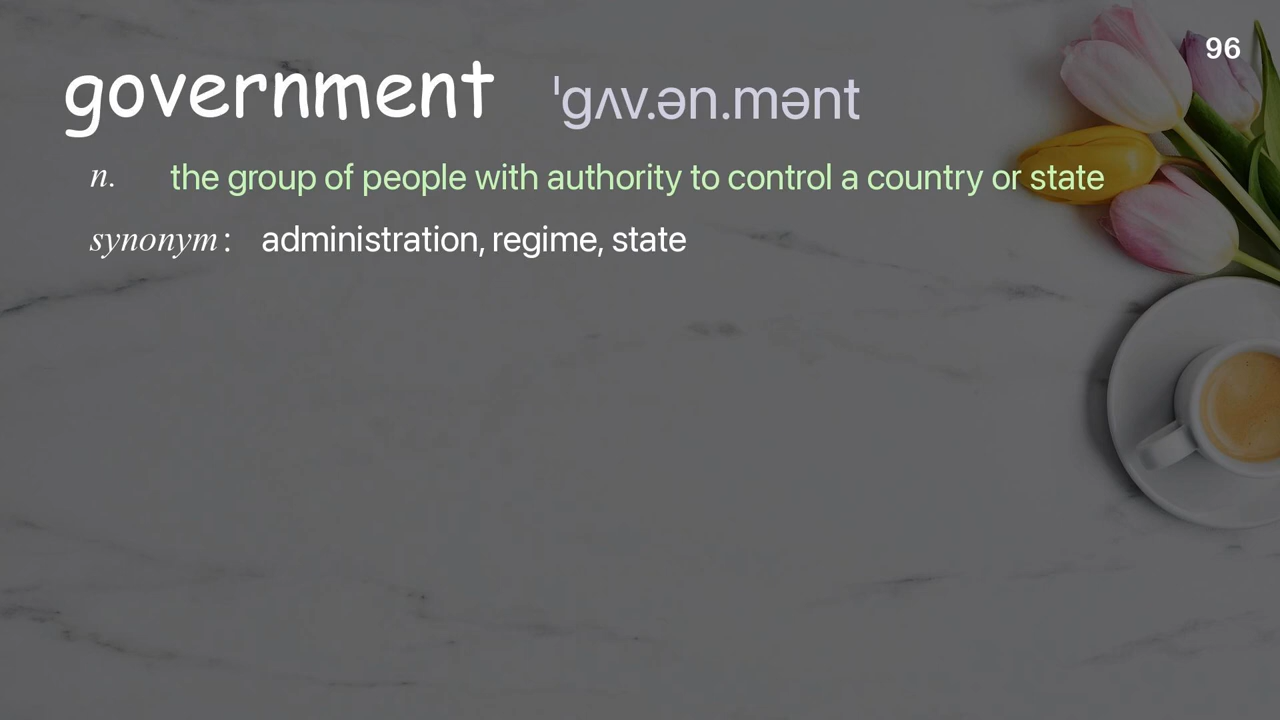 96
government ˈgʌv.ən.mənt
n. the group of people with authority to control a country or state
synonym : administration, regime, state